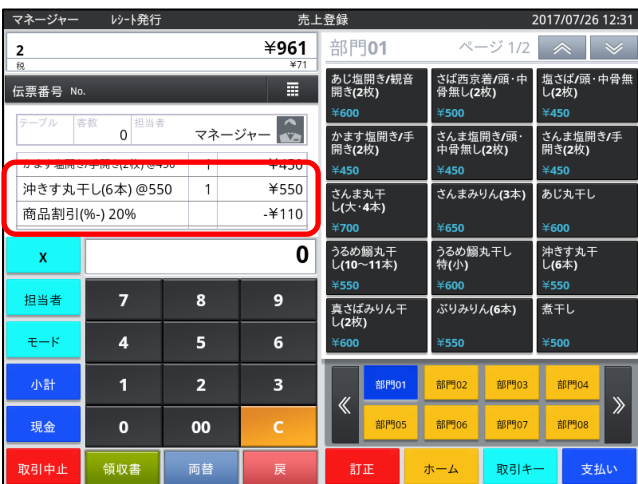 マネージャー レシート発行 売上登録 2017/07/26 12:31
2 ¥961
税 ¥71
伝票番号 No.
テーブル 客数 0 担当者 マネージャー
かます塩開き/手開き(2枚) @450 1 ¥450
沖きす丸干し(6本) @550 1 ¥550
商品割引(%-) 20% -¥110
X 0
担当者 7 8 9
モード 4 5 6
小計 1 2 3
現金 0 00 C
取引中止 領収書 両替 戻
部門01 ページ 1/2
あじ塩開き/観音
開き(2枚)
¥600
さば西京着/頭・中
骨無し(2枚)
¥500
塩さば/頭・中骨無
し(2枚)
¥450
かます塩開き/手
開き(2枚)
¥450
さんま塩開き/頭・
中骨無し(2枚)
¥450
さんま塩開き/手
開き(2枚)
¥450
さんま丸干
し(大・4本)
¥700
さんまみりん(3本)
¥650
あじ丸干し
¥600
うるめ鰯丸干
し(10～11本)
¥550
うるめ鰯丸干し
特(小)
¥600
沖きす丸干
し(6本)
¥550
真さばみりん干
し(2枚)
¥600
ぶりみりん(6本)
¥550
煮干し
¥500
部門01 部門02 部門03 部門04
部門05 部門06 部門07 部門08
訂正 ホーム 取引キー 支払い